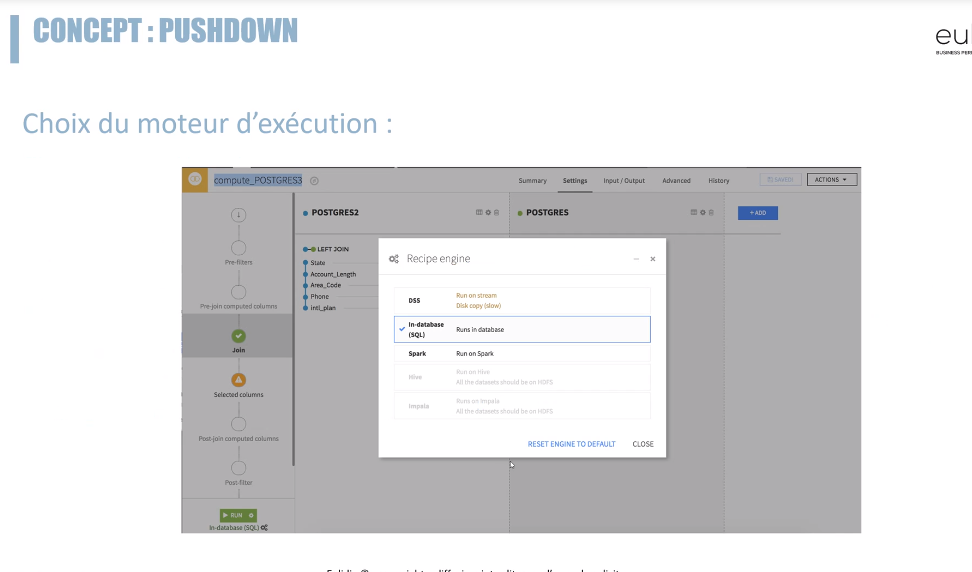 CONCEPT : PUSHDOWN
BUSINESS
Choix du moteur d'exécution :
compute_POSTGRES3
Summary
Settings
Input / Output
Advanced
History
SAVED
ACTIONS
Pre-filters
Pre-join computed columns
Join
Selected columns
Post-join computed columns
Post-filter
RUN
In-database (SQL)
POSTGRES2
POSTGRES
+ ADD
LEFT JOIN
State
Account_Length
Area_Code
Phone
intl_plan
Recipe engine
DSS
Run on stream
Disk copy (slow)
In-database
(SQL)
Runs in database
Spark
Run on Spark
Hive
Run on Hive
All the datasets should be on HDFS
Impala
Runs on Impala
All the datasets should be on HDFS
RESET ENGINE TO DEFAULT
CLOSE